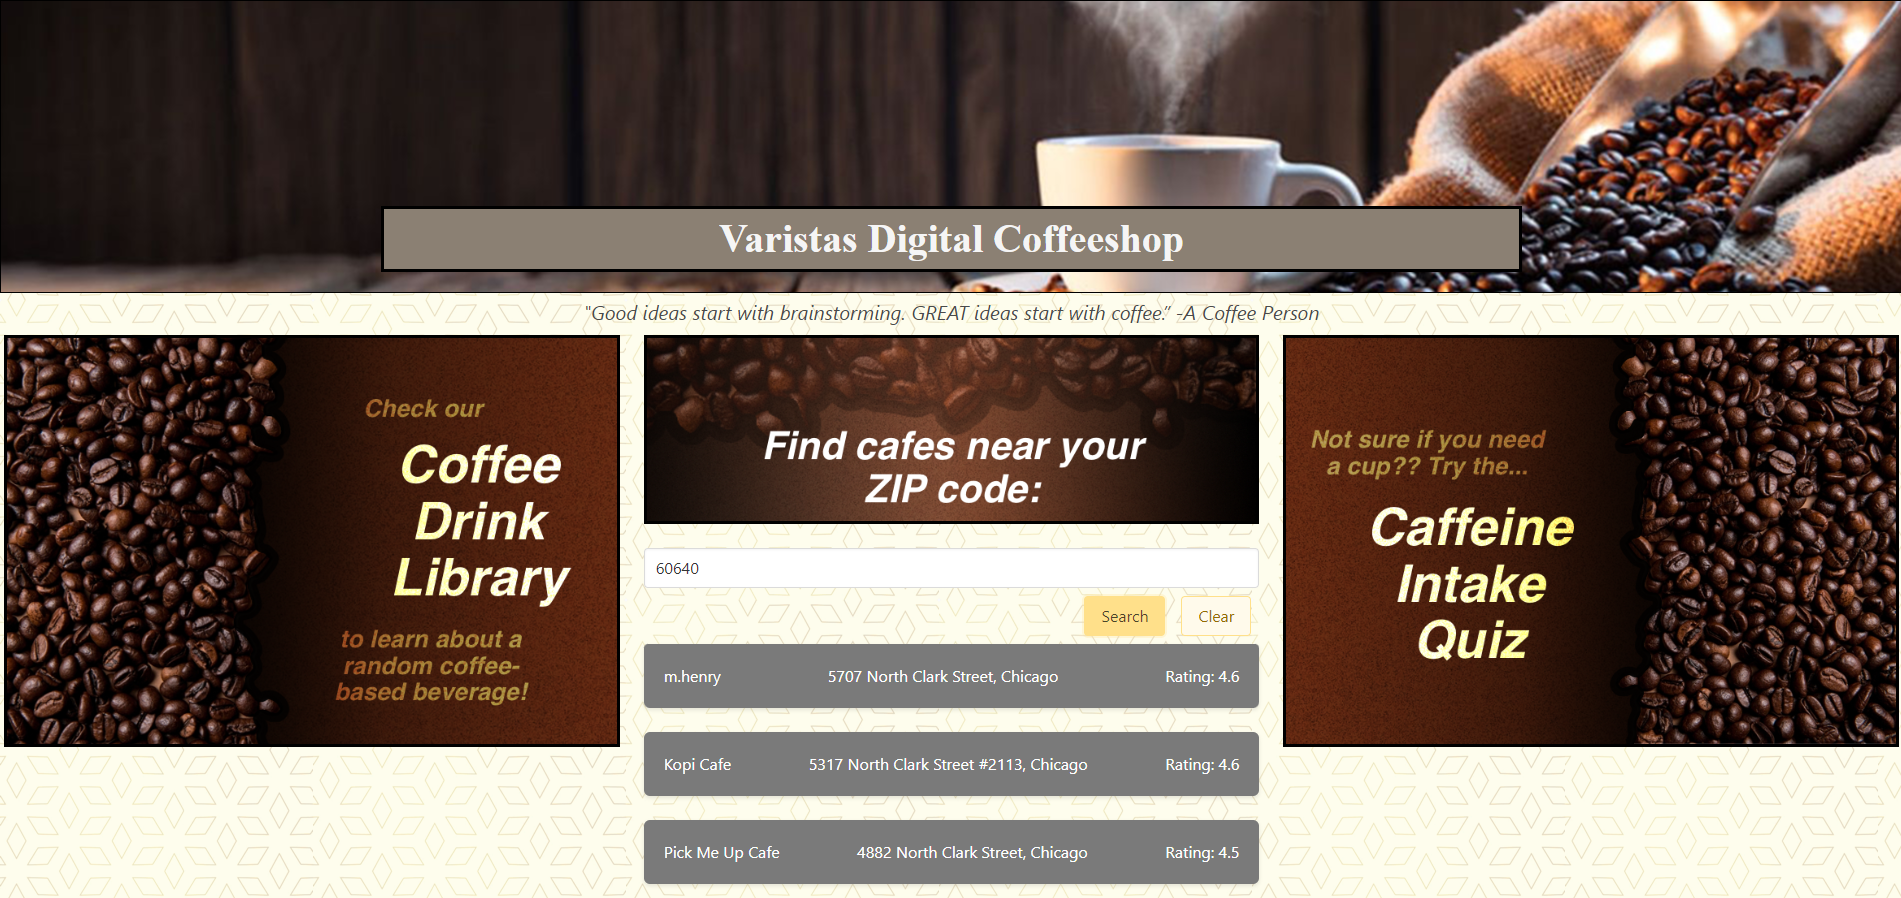 Varistas Digital Coffeeshop
"Good ideas start with brainstorming. GREAT ideas start with coffee.” -A Coffee Person
Check our
Coffee
Drink
Library
to learn about a
random coffee-
based beverage!
Find cafes near your
ZIP code:
60640
Search Clear
m.henry 5707 North Clark Street, Chicago Rating: 4.6
Kopi Cafe 5317 North Clark Street #2113, Chicago Rating: 4.6
Pick Me Up Cafe 4882 North Clark Street, Chicago Rating: 4.5
Not sure if you need
a cup?? Try the...
Caffeine
Intake
Quiz